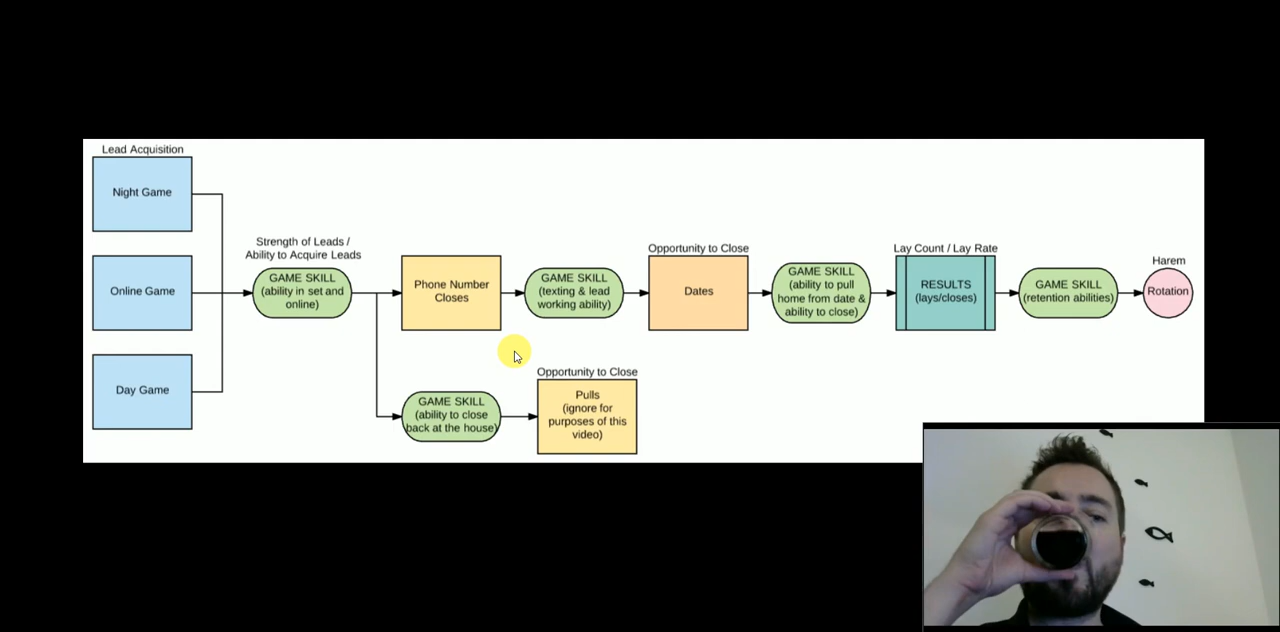 Lead Acquisition
Night Game
Online Game
Day Game
Strength of Leads /
Ability to Acquire Leads
GAME SKILL
(ability in set and
online)
Phone Number
Closes
GAME SKILL
(texting & lead
working ability)
Opportunity to Close
Dates
GAME SKILL
(ability to pull
home from date &
ability to close)
Lay Count / Lay Rate
RESULTS
(lays/closes)
GAME SKILL
(retention abilities)
Harem
Rotation
GAME SKILL
(ability to close
back at the house)
Opportunity to Close
Pulls
(ignore for
purposes of this
video)